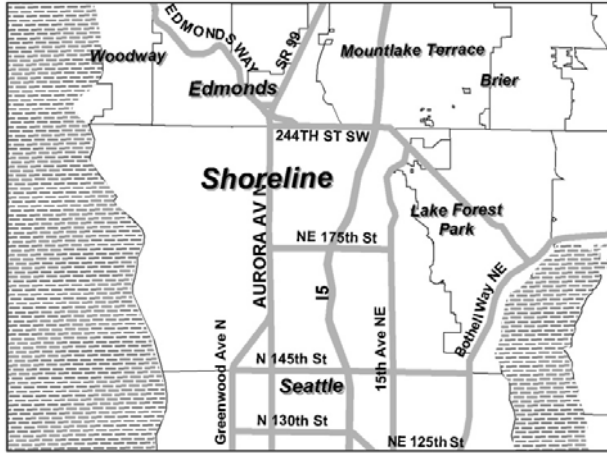 EDMONDS WAY
SR 99
Mountlake Terrace
Woodway
Brier
Edmonds
244TH ST SW
Shoreline
AURORA AV N
Lake Forest
Park
NE 175th St
I5
15th Ave NE
Bothell Way NE
Greenwood Ave N
N 145th St
Seattle
N 130th St
NE 125th St